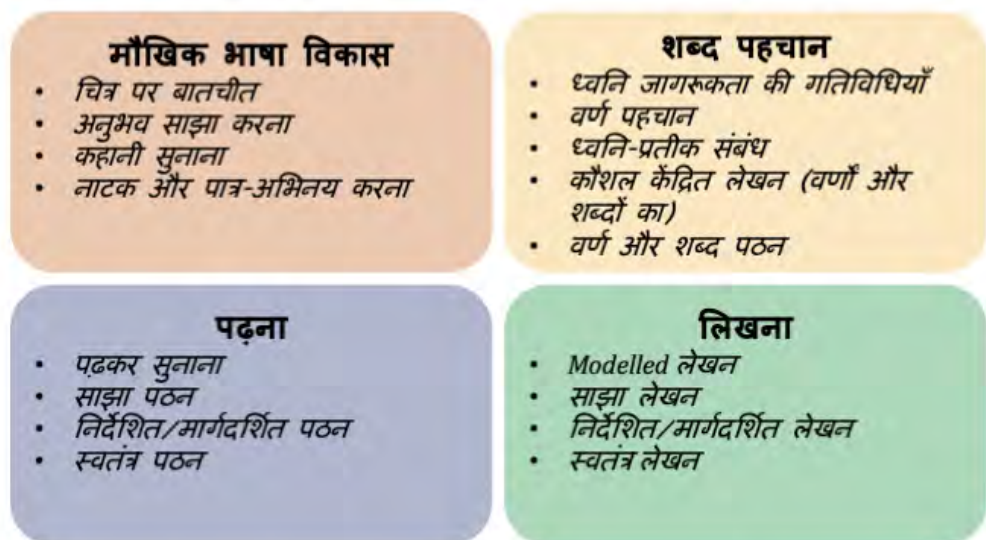 मौखिक भाषा विकास
• चित्र पर बातचीत
• अनुभव साझा करना
• कहानी सुनाना
• नाटक और पात्र-अभिनय करना
शब्द पहचान
• ध्वनि जागरूकता की गतिविधियाँ
• वर्ण पहचान
• ध्वनि-प्रतीक संबंध
• कौशल केंद्रित लेखन (वर्णों और
शब्दों का)
• वर्ण और शब्द पठन
पढ़ना
• पढ़कर सुनाना
• साझा पठन
• निर्देशित/मार्गदर्शित पठन
• स्वतंत्र पठन
लिखना
• Modelled लेखन
• साझा लेखन
• निर्देशित/मार्गदर्शित लेखन
• स्वतंत्र लेखन